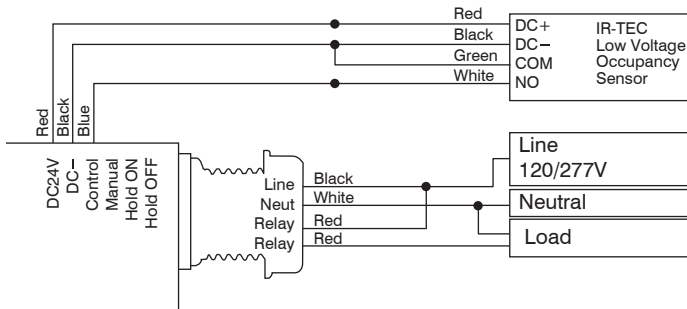 Red
Black
Green
White
DC+
DC−
COM
NO
IR-TEC
Low Voltage
Occupancy
Sensor
Red
Black
Blue
DC24V
DC−
Control
Manual
Hold ON
Hold OFF
Line
Neut
Relay
Relay
Black
White
Red
Red
Line
120/277V
Neutral
Load